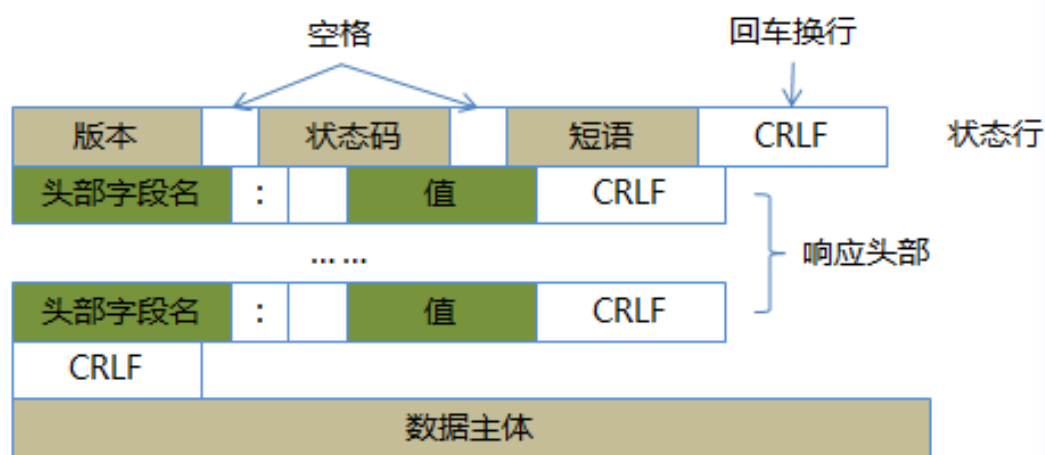 空格 回车换行
版本 状态码 短语 CRLF 状态行
头部字段名 : 值 CRLF
... ... 响应头部
头部字段名 : 值 CRLF
CRLF
数据主体